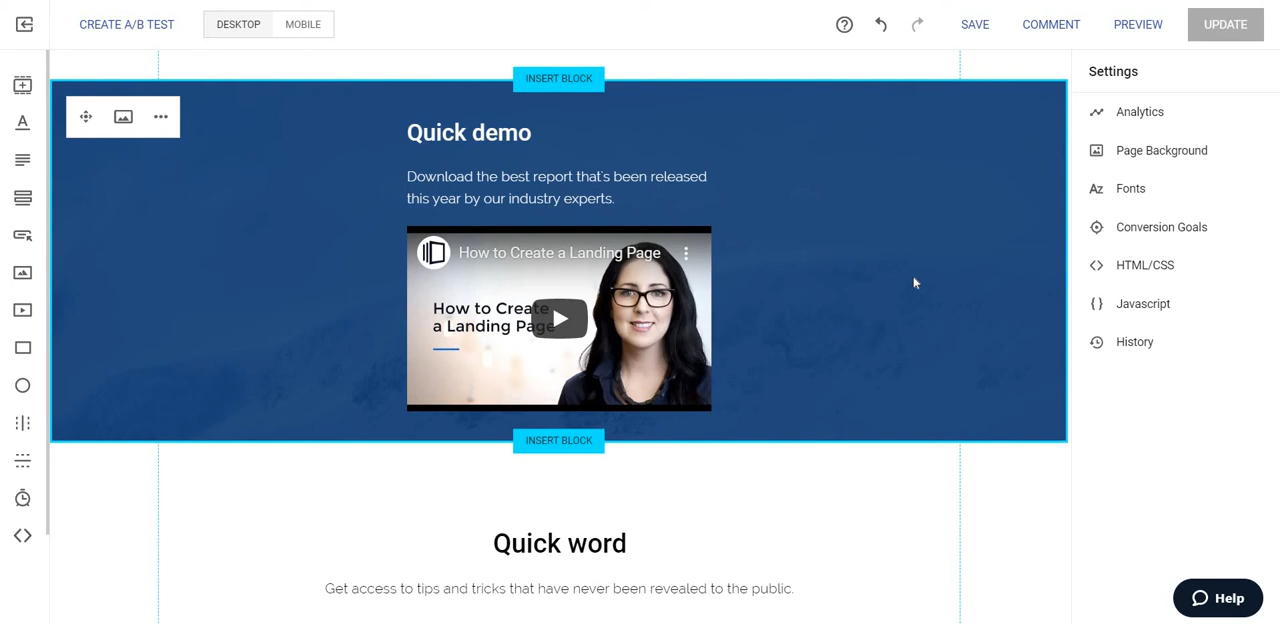 CREATE A/B TEST
DESKTOP
MOBILE
SAVE
COMMENT
PREVIEW
UPDATE
INSERT BLOCK
Settings
Analytics
Page Background
Fonts
Conversion Goals
HTML/CSS
Javascript
History
Quick demo
Download the best report that's been released
this year by our industry experts.
How to Create a Landing Page
How to Create
a Landing Page
INSERT BLOCK
Quick word
Get access to tips and tricks that have never been revealed to the public.
Help